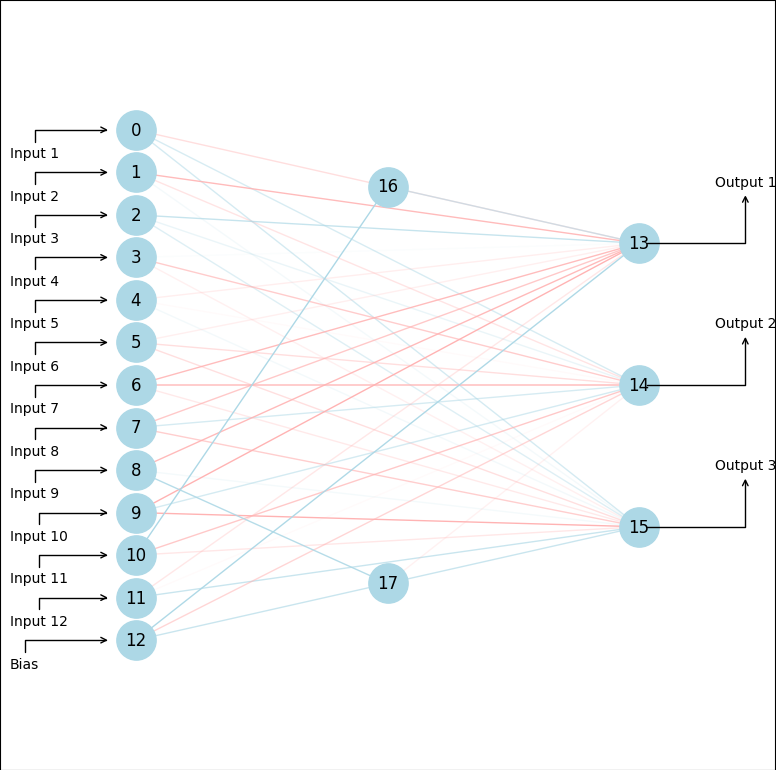 0
Input 1
1
Input 2
2
Input 3
3
Input 4
4
Input 5
5
Input 6
6
Input 7
7
Input 8
8
Input 9
9
Input 10
10
Input 11
11
Input 12
12
Bias
16
17
Output 1
13
Output 2
14
Output 3
15